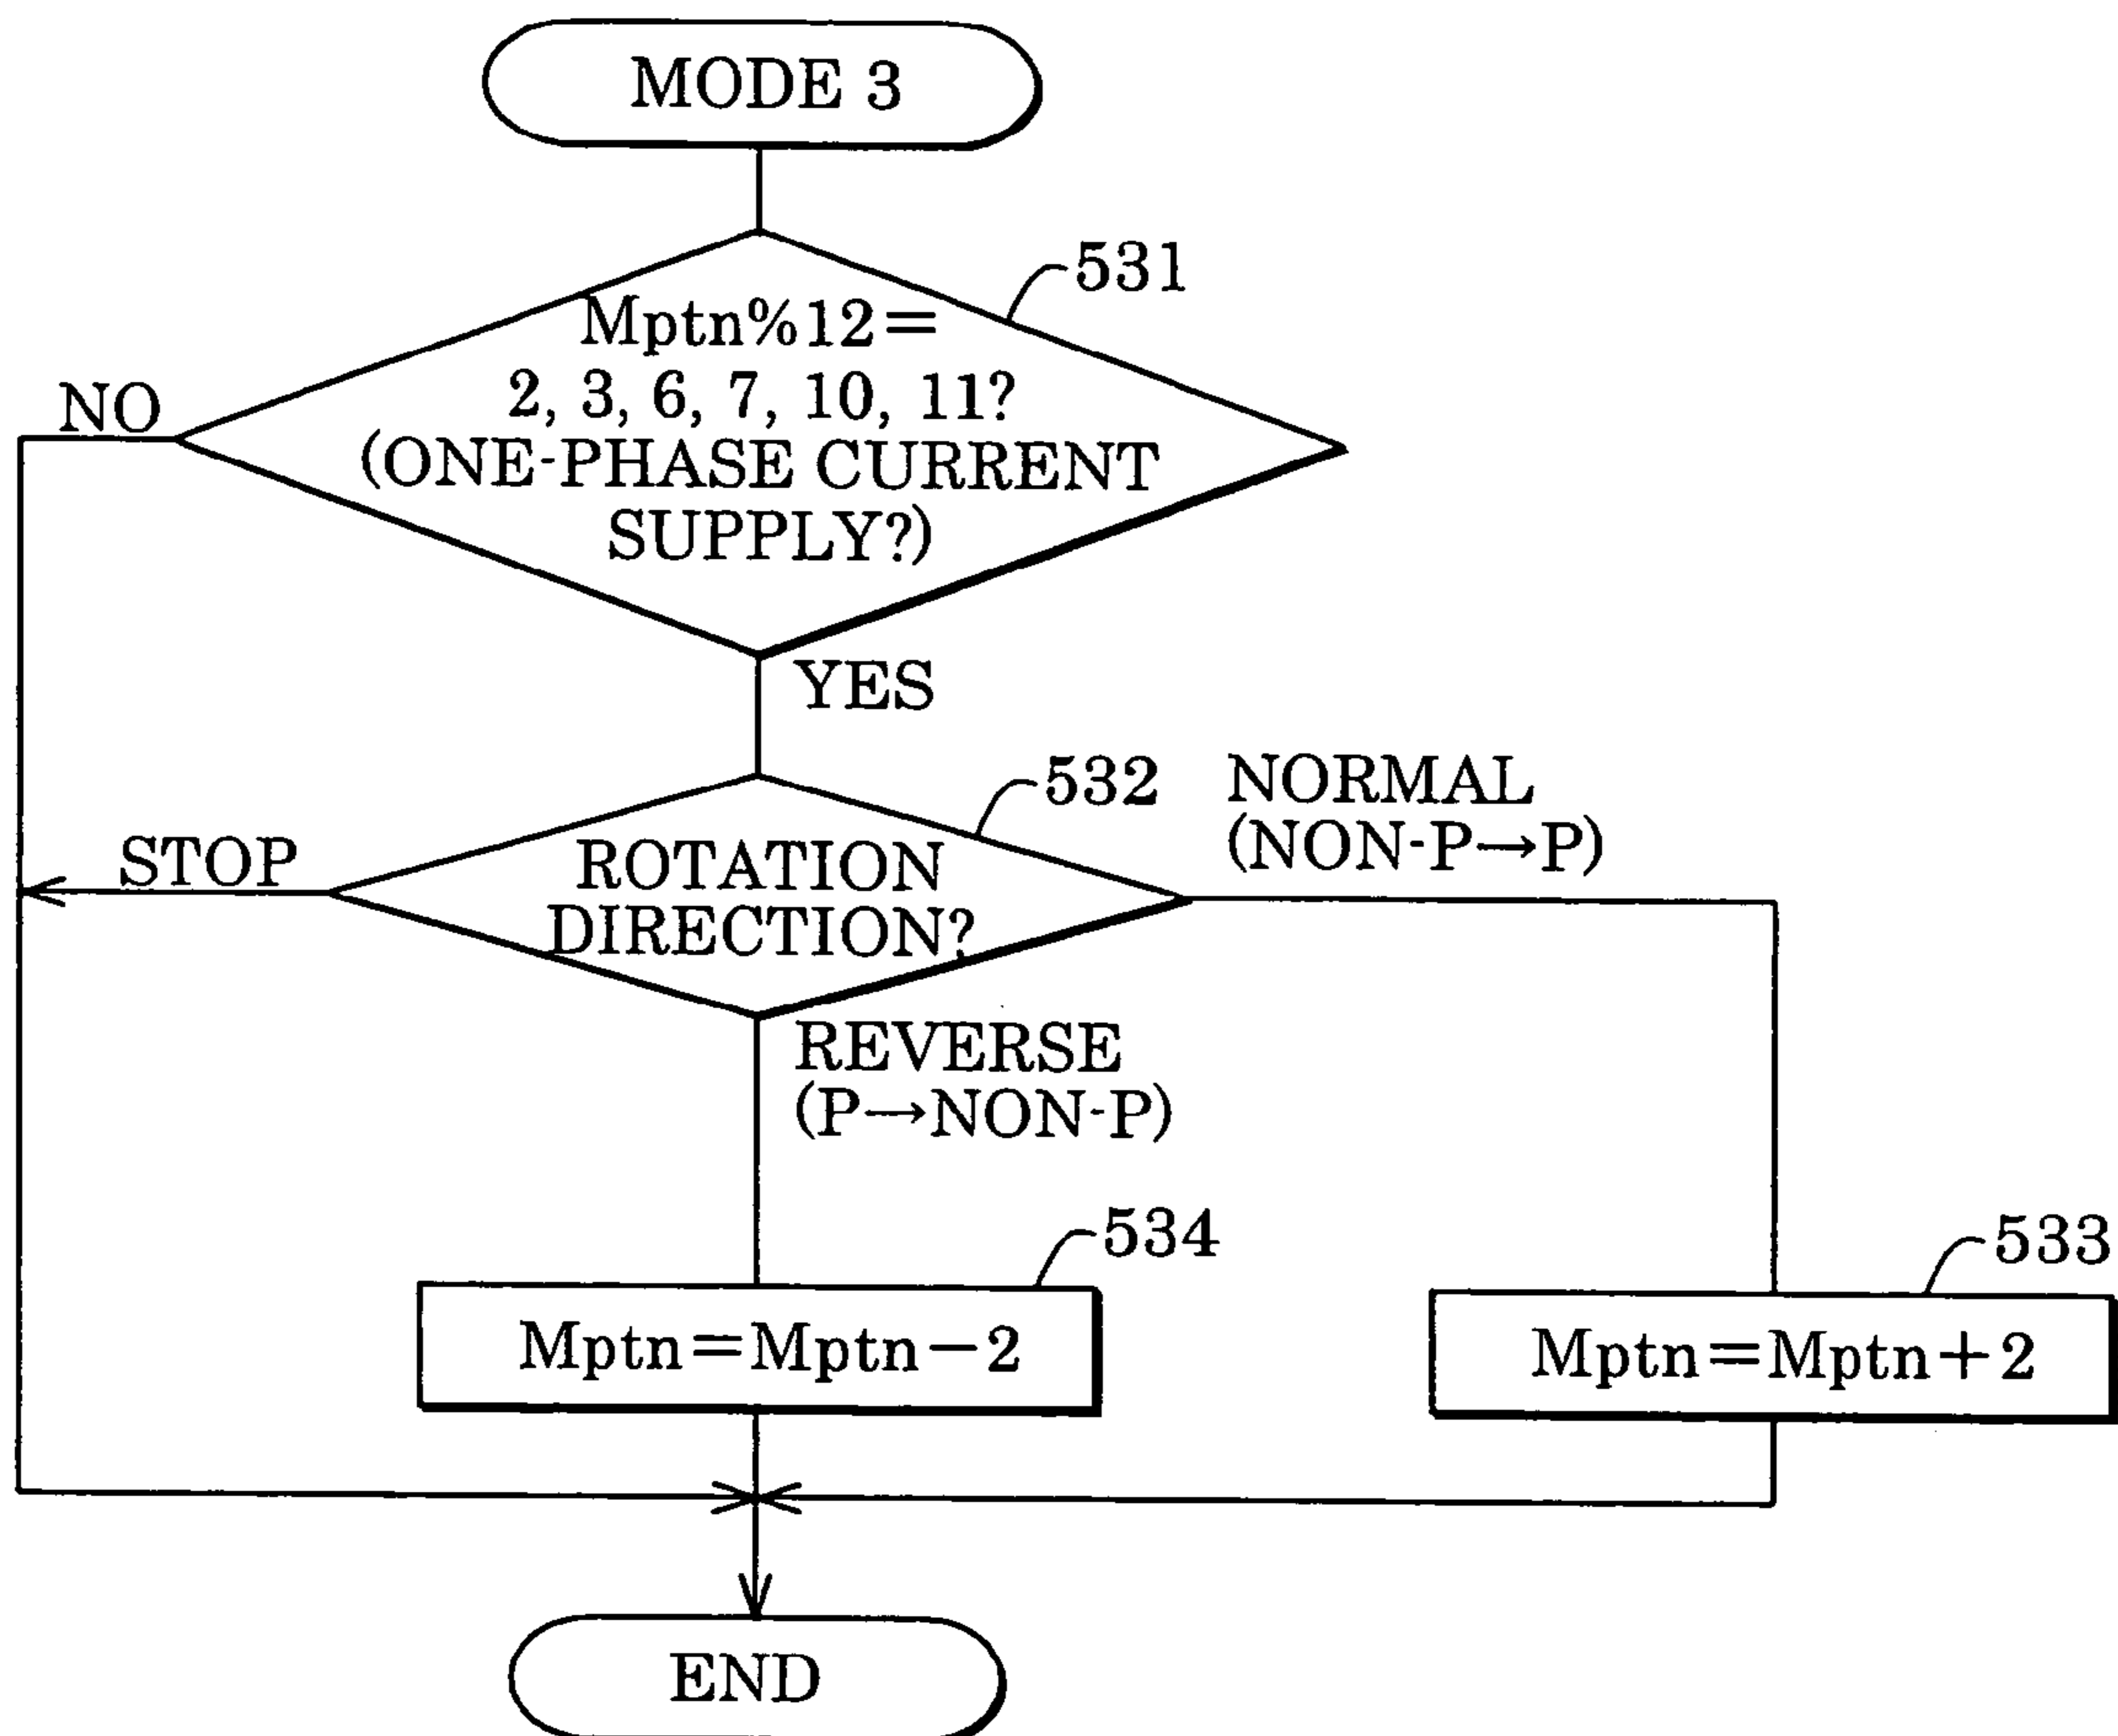 MODE 3
531
Mptn%12=
2, 3, 6, 7, 10, 11?
(ONE-PHASE CURRENT
SUPPLY?)
NO
YES
532
NORMAL
(NON-P→P)
STOP
ROTATION
DIRECTION?
REVERSE
(P→NON-P)
534
533
Mptn=Mptn−2
Mptn=Mptn+2
END